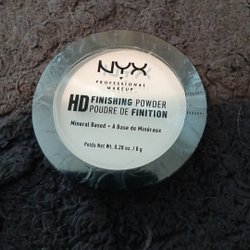 NYX
PROFESSIONAL MAKEUP
HD FINISHING POWDER
POUDRE DE FINITION
Mineral Based - A Base de Minéraux
Poids Net Wt. 0.28 oz. / 8 g